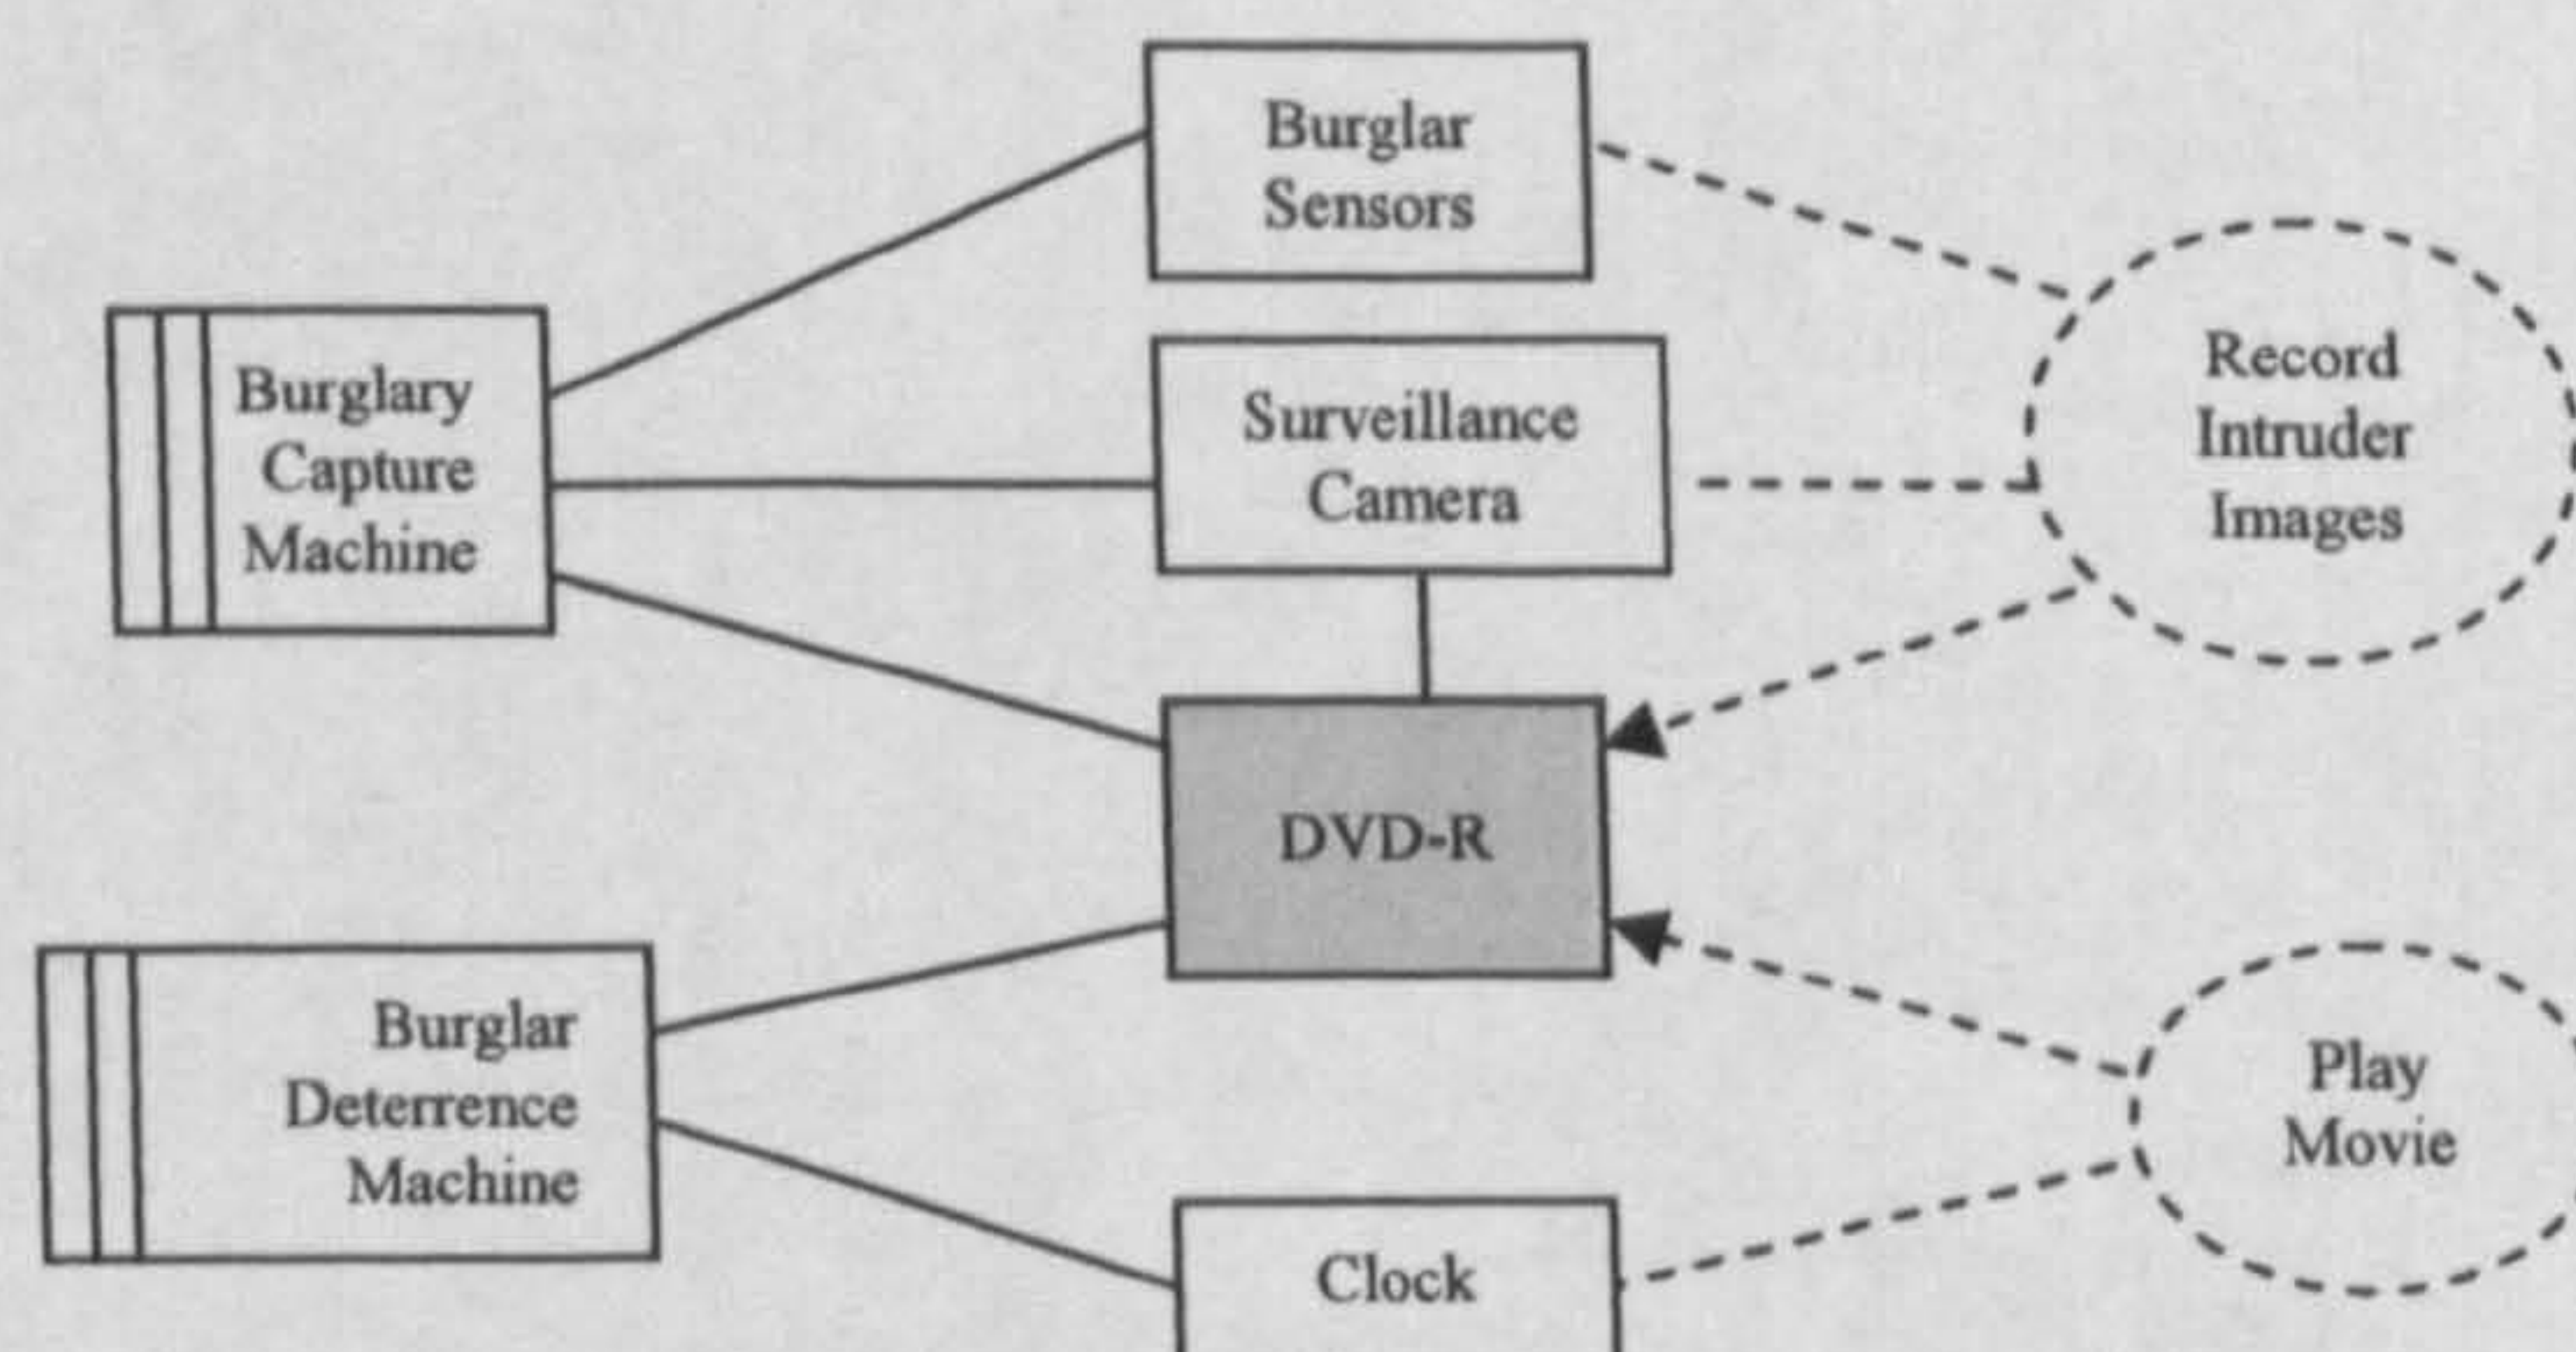 Burglar
Sensors
Burglary
Capture
Machine
Surveillance
Camera
Record
Intruder
Images
DVD-R
Burglar
Deterrence
Machine
Play
Movie
Clock